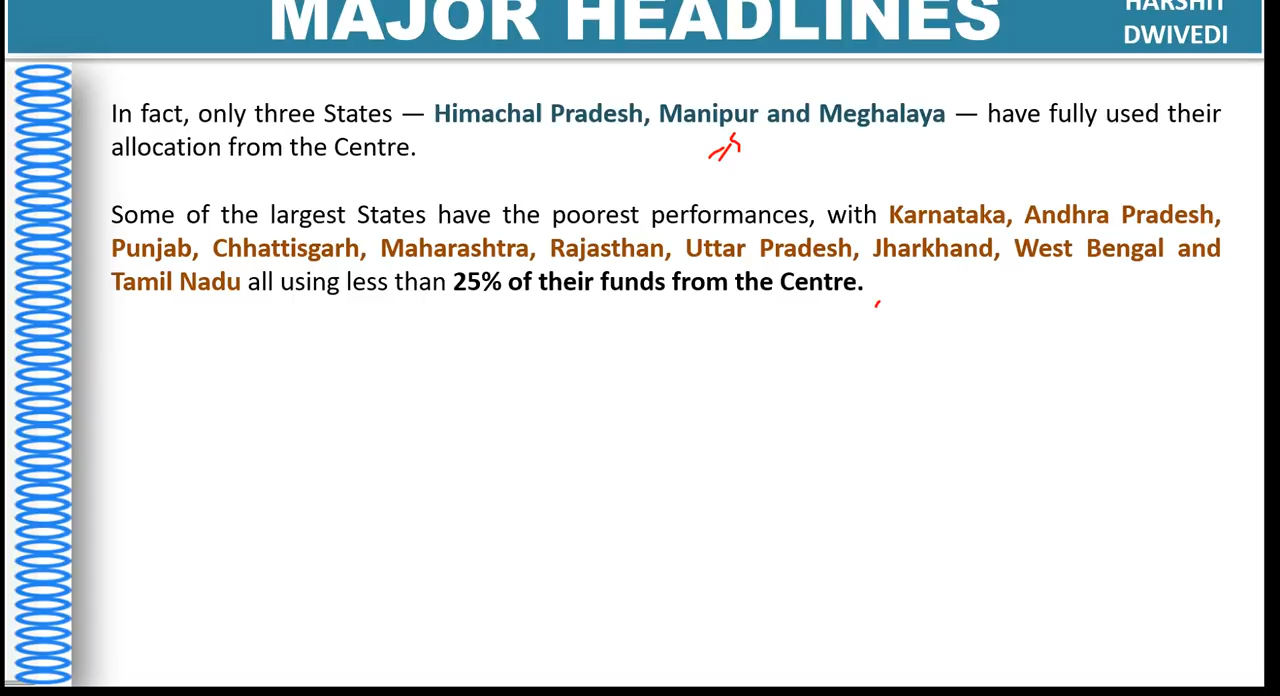 MAJOR HEADLINES
HARSHIT
DWIVEDI
In fact, only three States — Himachal Pradesh, Manipur and Meghalaya — have fully used their
allocation from the Centre.
Some of the largest States have the poorest performances, with Karnataka, Andhra Pradesh,
Punjab, Chhattisgarh, Maharashtra, Rajasthan, Uttar Pradesh, Jharkhand, West Bengal and
Tamil Nadu all using less than 25% of their funds from the Centre.